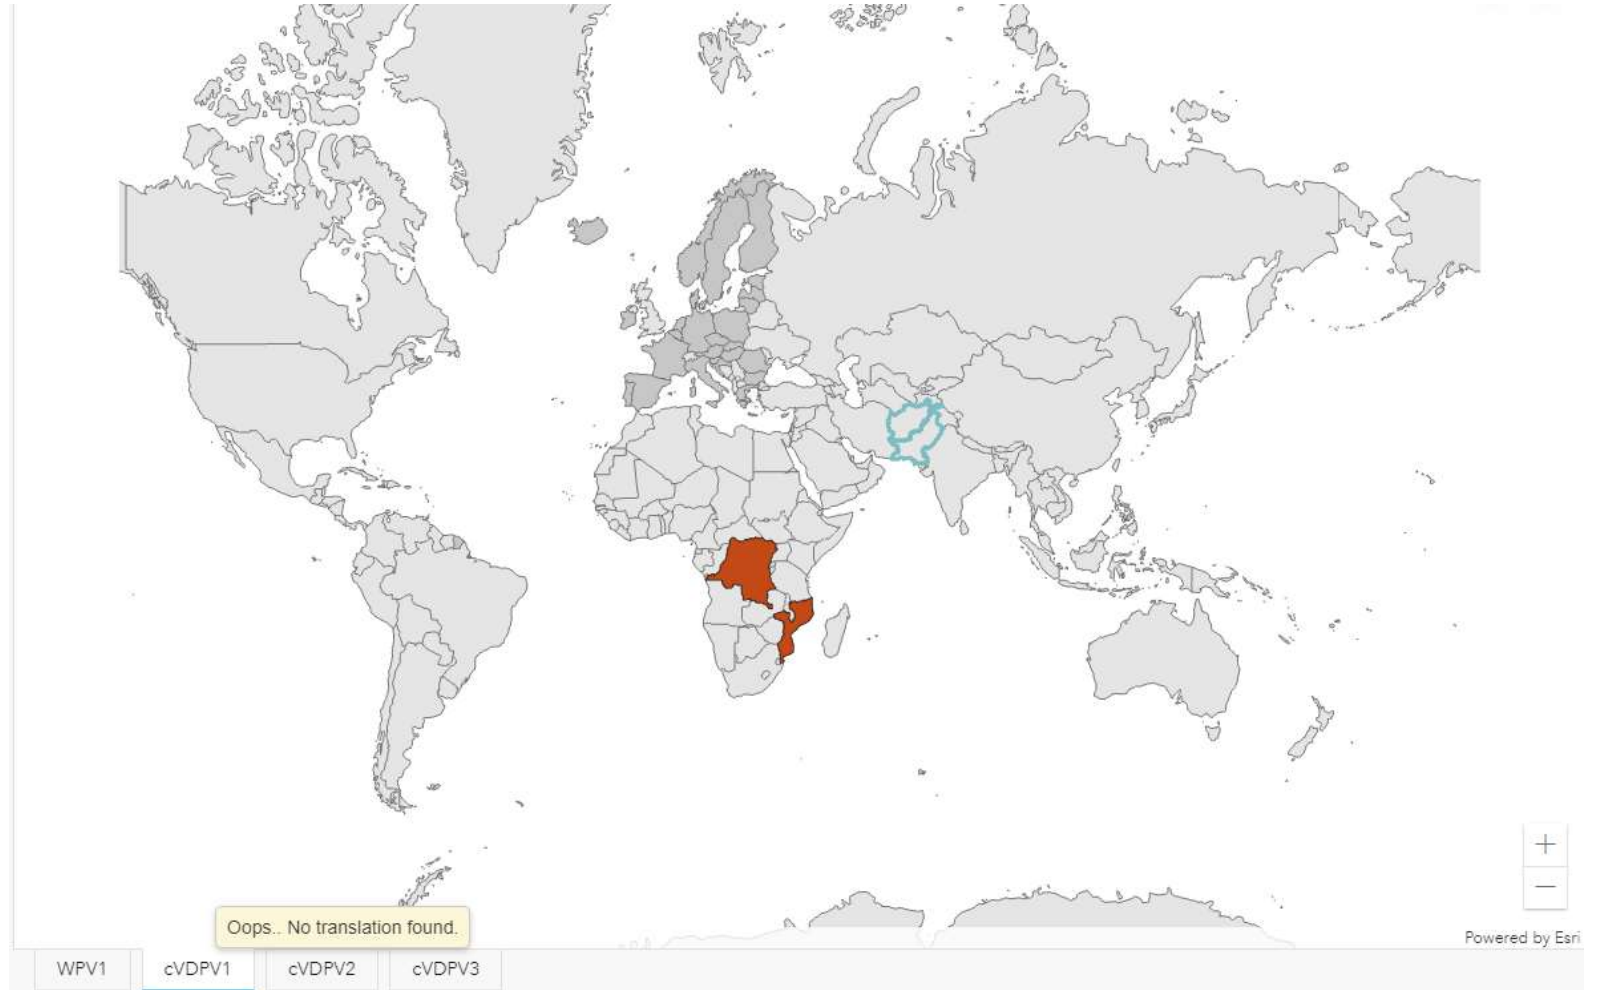 +
−
Oops.. No translation found.
Powered by Esri
WPV1
cVDPV1
cVDPV2
cVDPV3